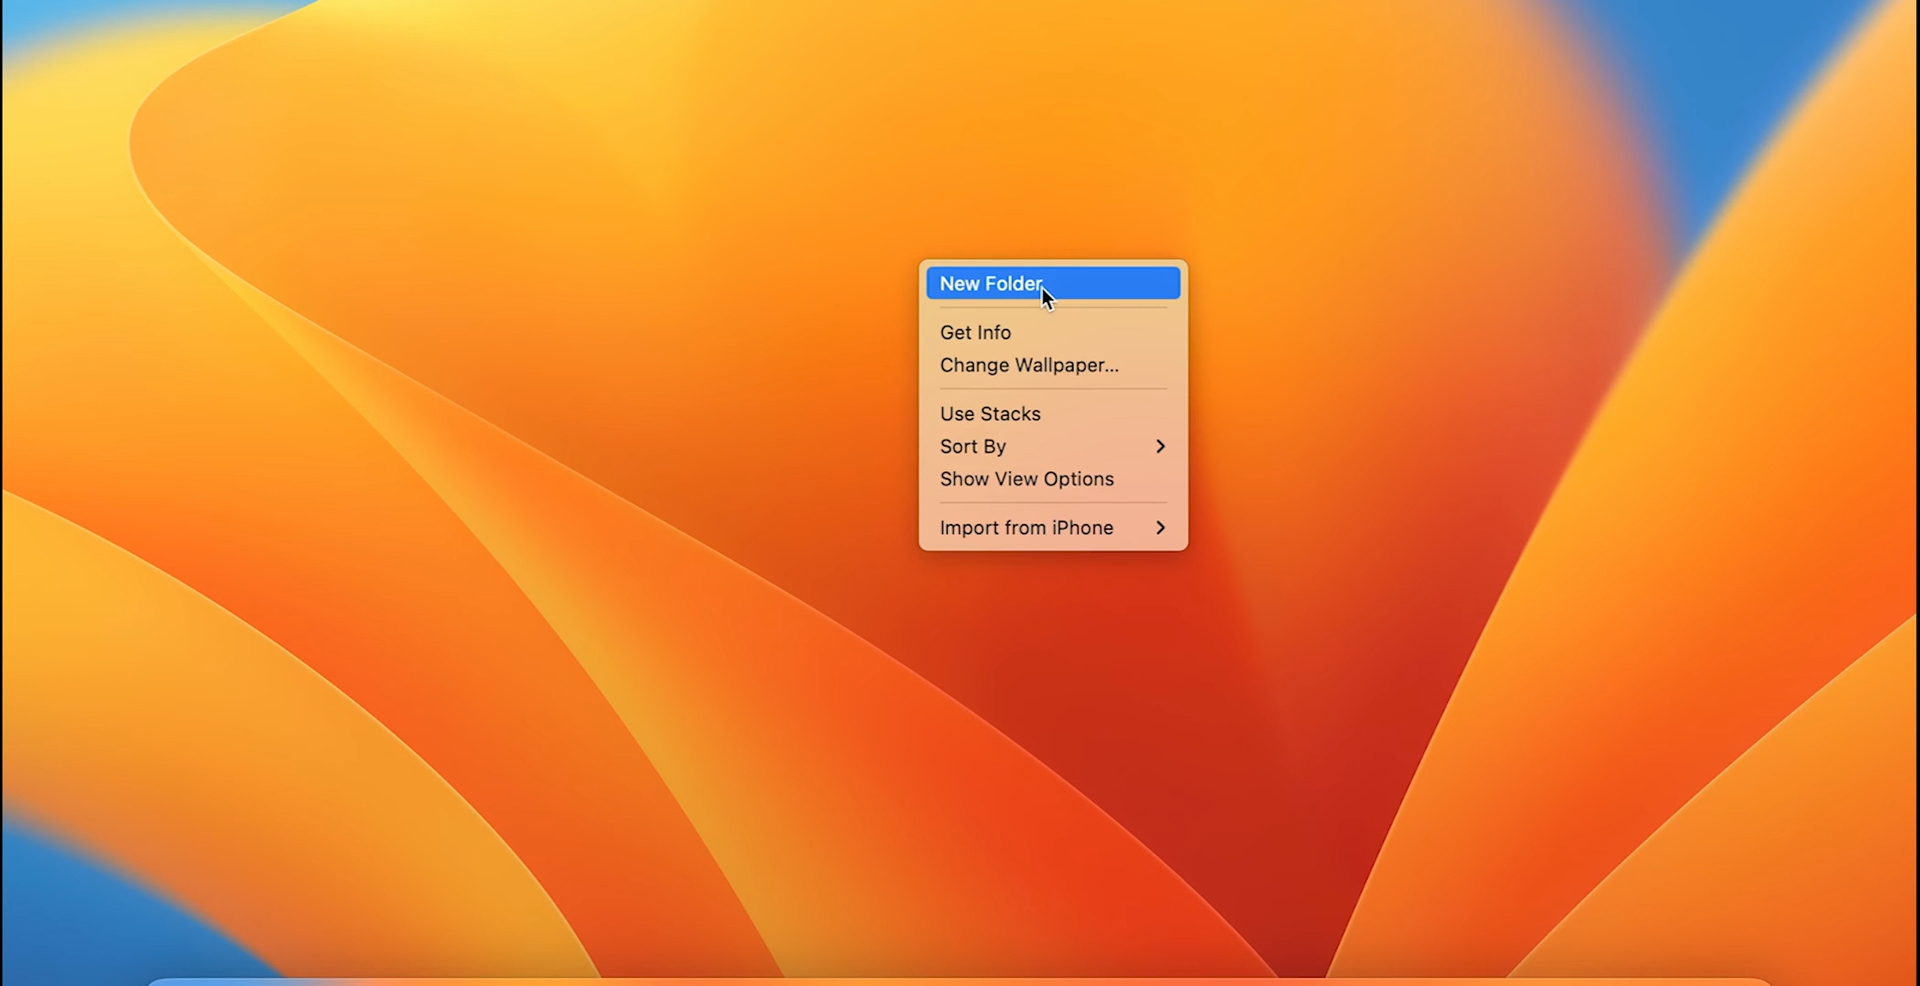 New Folder
Get Info
Change Wallpaper...
Use Stacks
Sort By
Show View Options
Import from iPhone